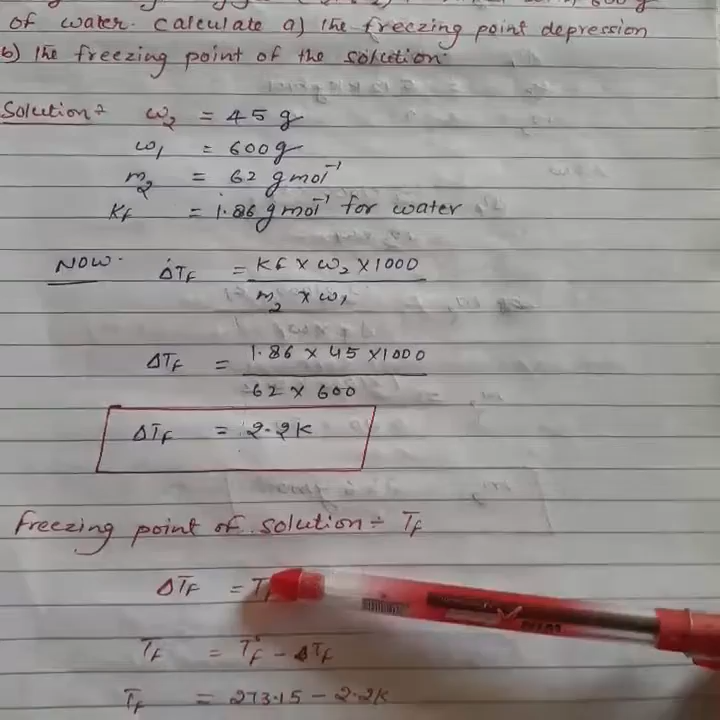 of water. calculate a) the freezing point depression
b) the freezing point of the solution.
Solution÷ w₂ = 45 g
w₁ = 600g
m₂ = 62 g mol⁻¹
Kf = 1.86 g mol⁻¹ for water
NOW. ΔTf = Kf × w₂ × 1000
m₂ × w₁
ΔTf = 1.86 × 45 × 1000
62 × 600
ΔTf = 2.2K
freezing point of solution ÷ Tf
ΔTf = Tf
Tf = Tf° - ΔTf
Tf = 273.15 - 2.2K